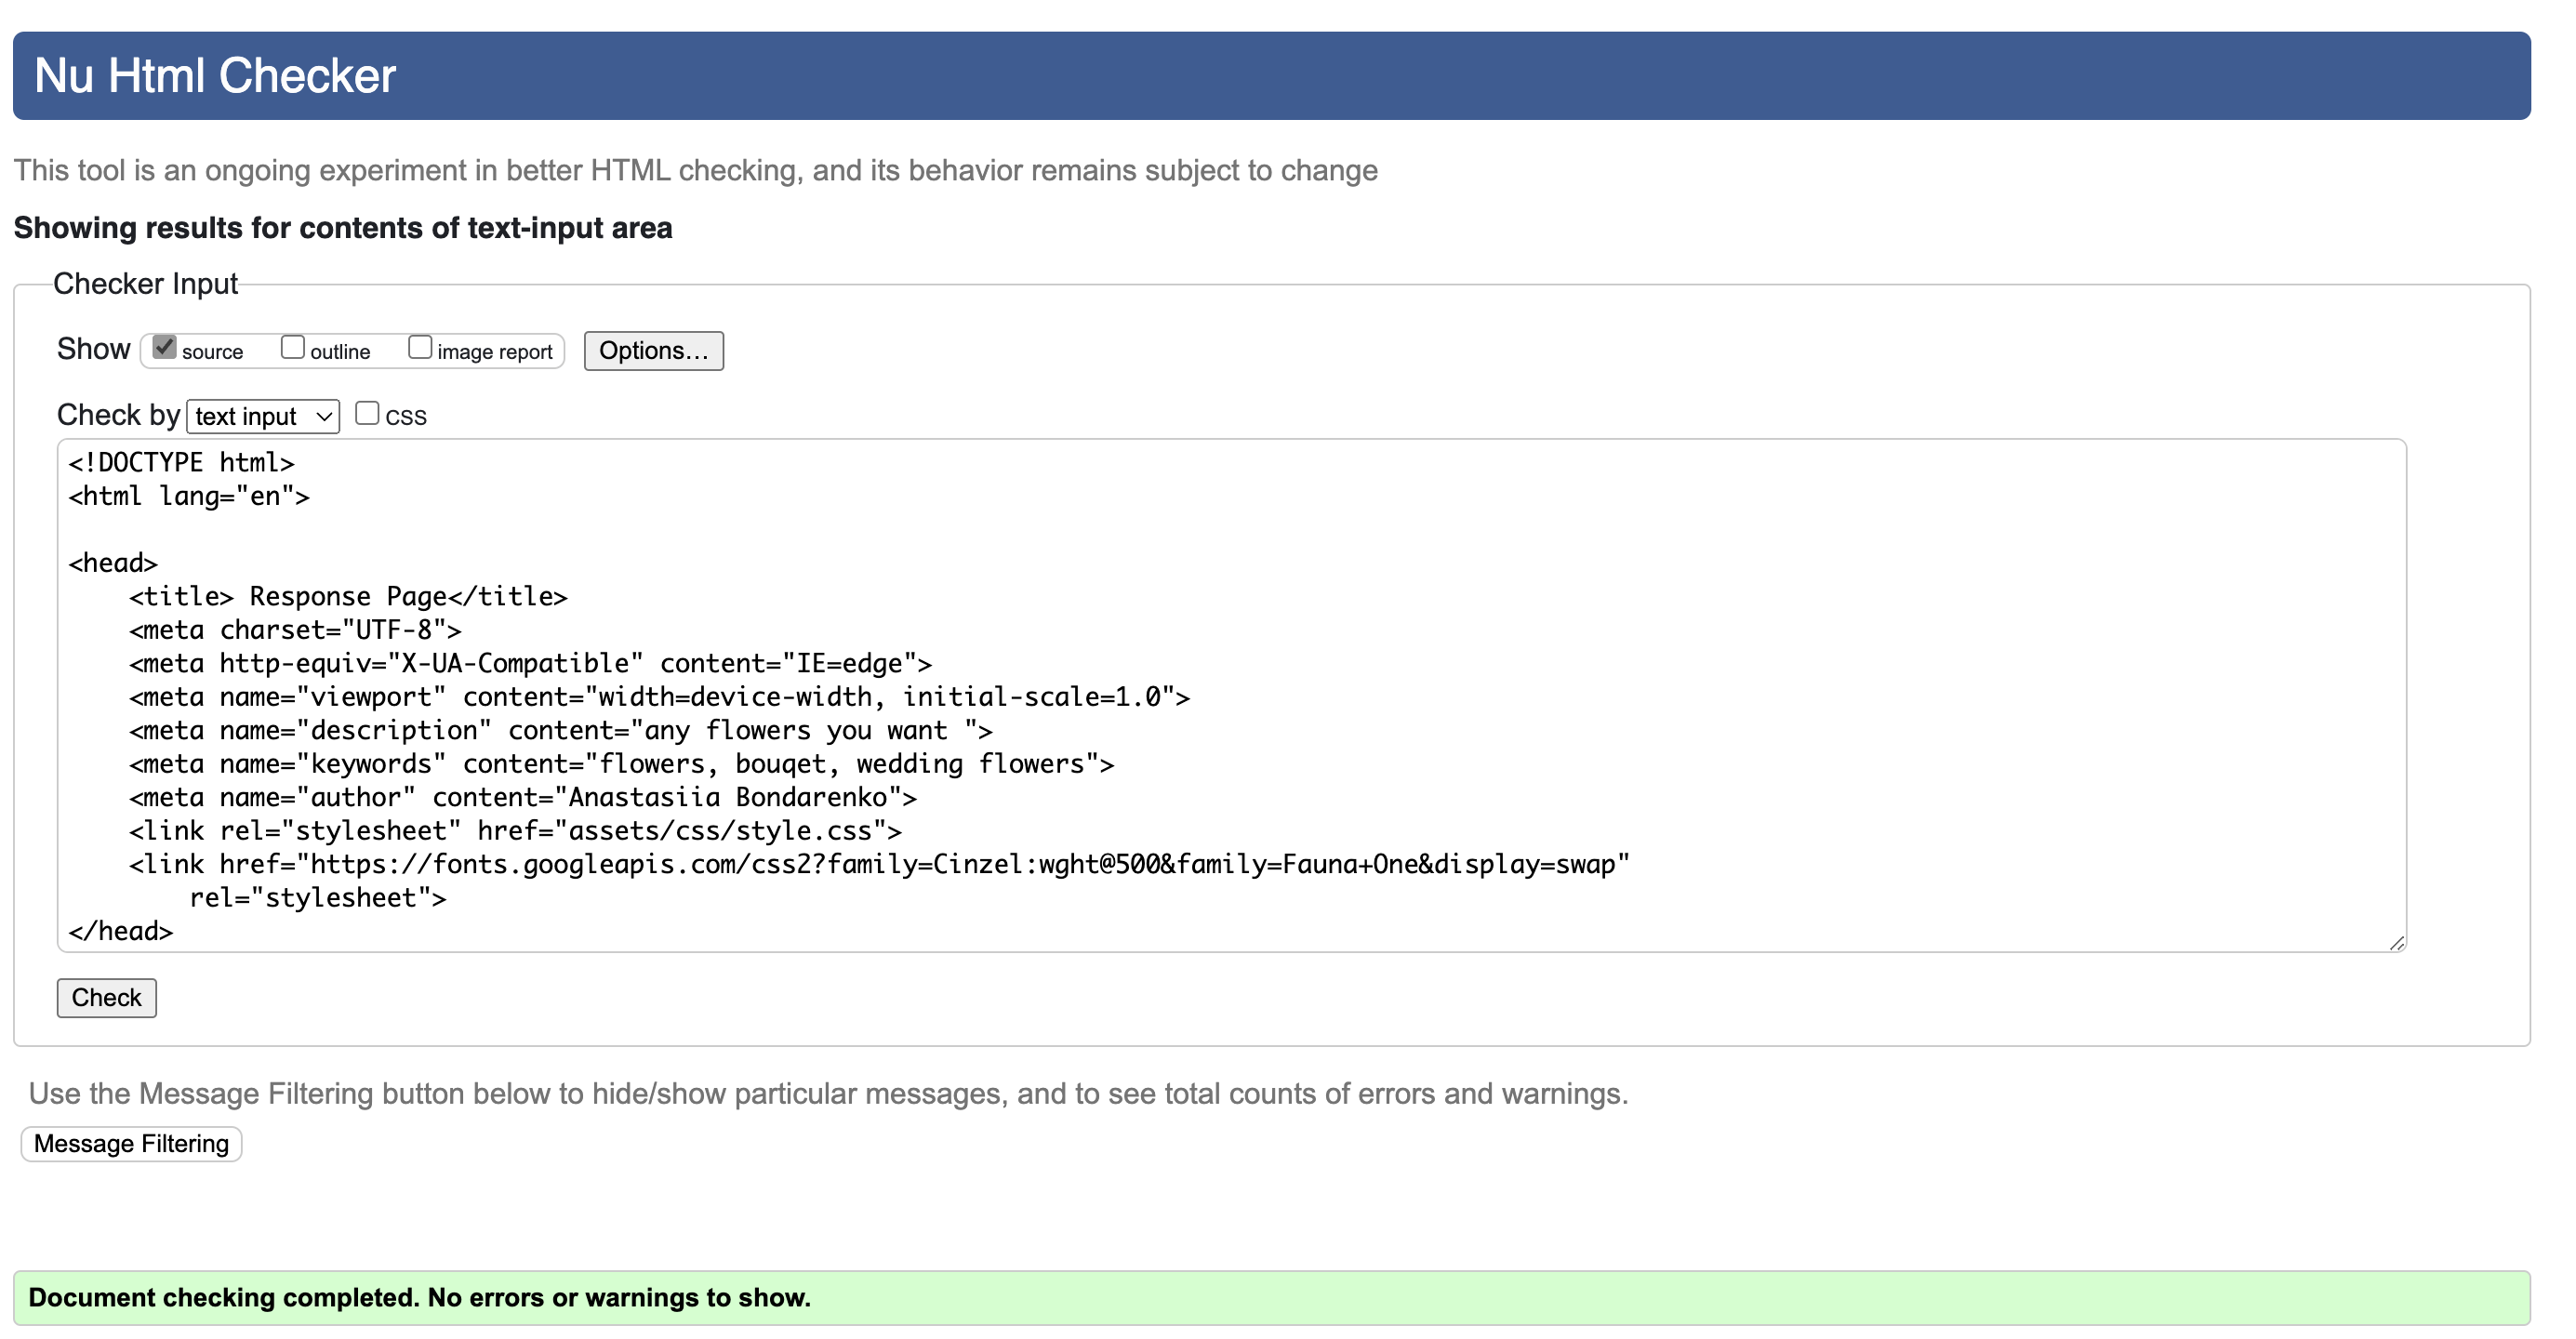 Nu Html Checker
This tool is an ongoing experiment in better HTML checking, and its behavior remains subject to change
Showing results for contents of text-input area
Checker Input
Show source outline image report Options...
Check by text input CSS
<!DOCTYPE html>
<html lang="en">
<head>
    <title> Response Page</title>
    <meta charset="UTF-8">
    <meta http-equiv="X-UA-Compatible" content="IE=edge">
    <meta name="viewport" content="width=device-width, initial-scale=1.0">
    <meta name="description" content="any flowers you want ">
    <meta name="keywords" content="flowers, bouqet, wedding flowers">
    <meta name="author" content="Anastasiia Bondarenko">
    <link rel="stylesheet" href="assets/css/style.css">
    <link href="https://fonts.googleapis.com/css2?family=Cinzel:wght@500&family=Fauna+One&display=swap"
        rel="stylesheet">
</head>
Check
Use the Message Filtering button below to hide/show particular messages, and to see total counts of errors and warnings.
Message Filtering
Document checking completed. No errors or warnings to show.